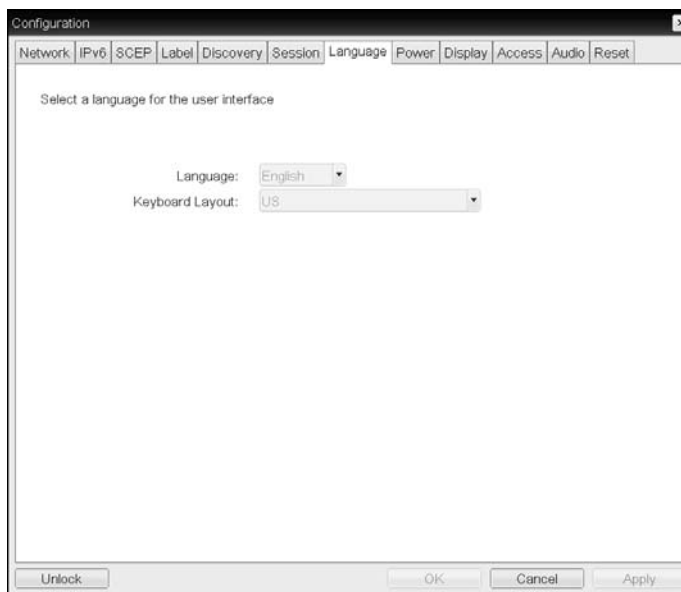 Configuration
Network IPv6 SCEP Label Discovery Session Language Power Display Access Audio Reset
Select a language for the user interface
Language: English
Keyboard Layout: US
Unlock OK Cancel Apply